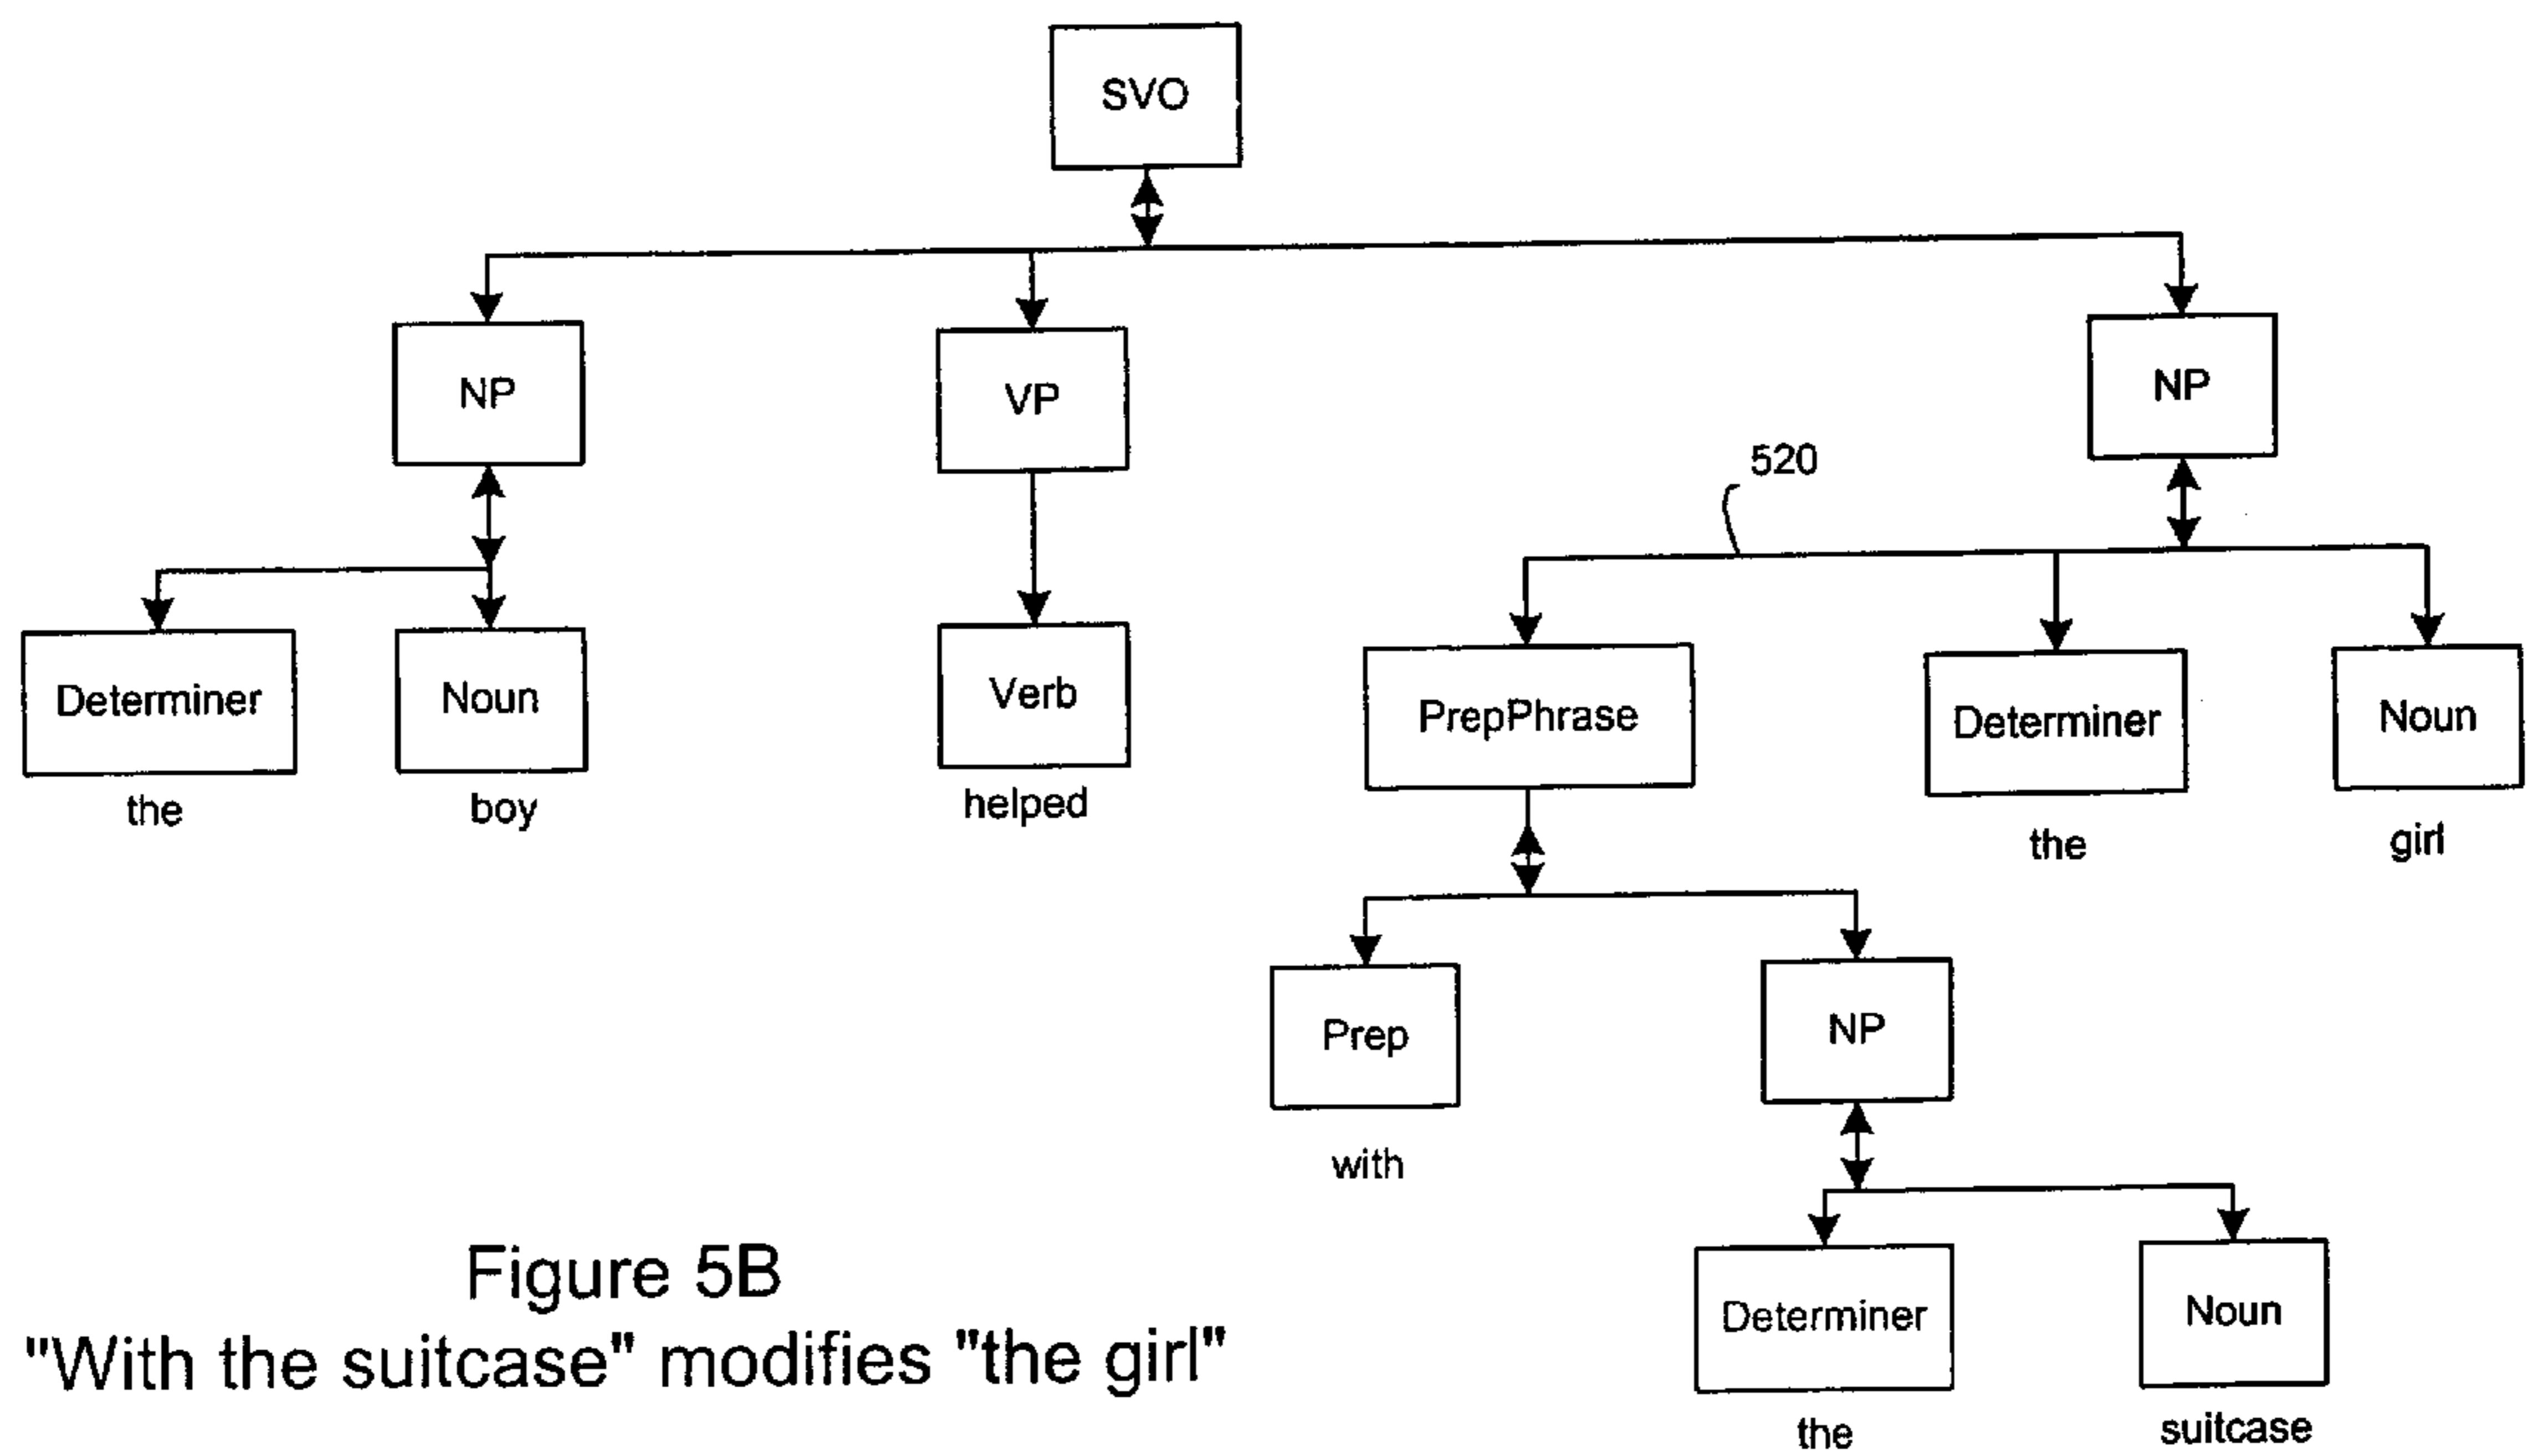 SVO
NP
VP
NP
520
Determiner
Noun
Verb
PrepPhrase
Determiner
Noun
the
boy
helped
the
girl
Prep
NP
with
Determiner
Noun
the
suitcase
Figure 5B
"With the suitcase" modifies "the girl"